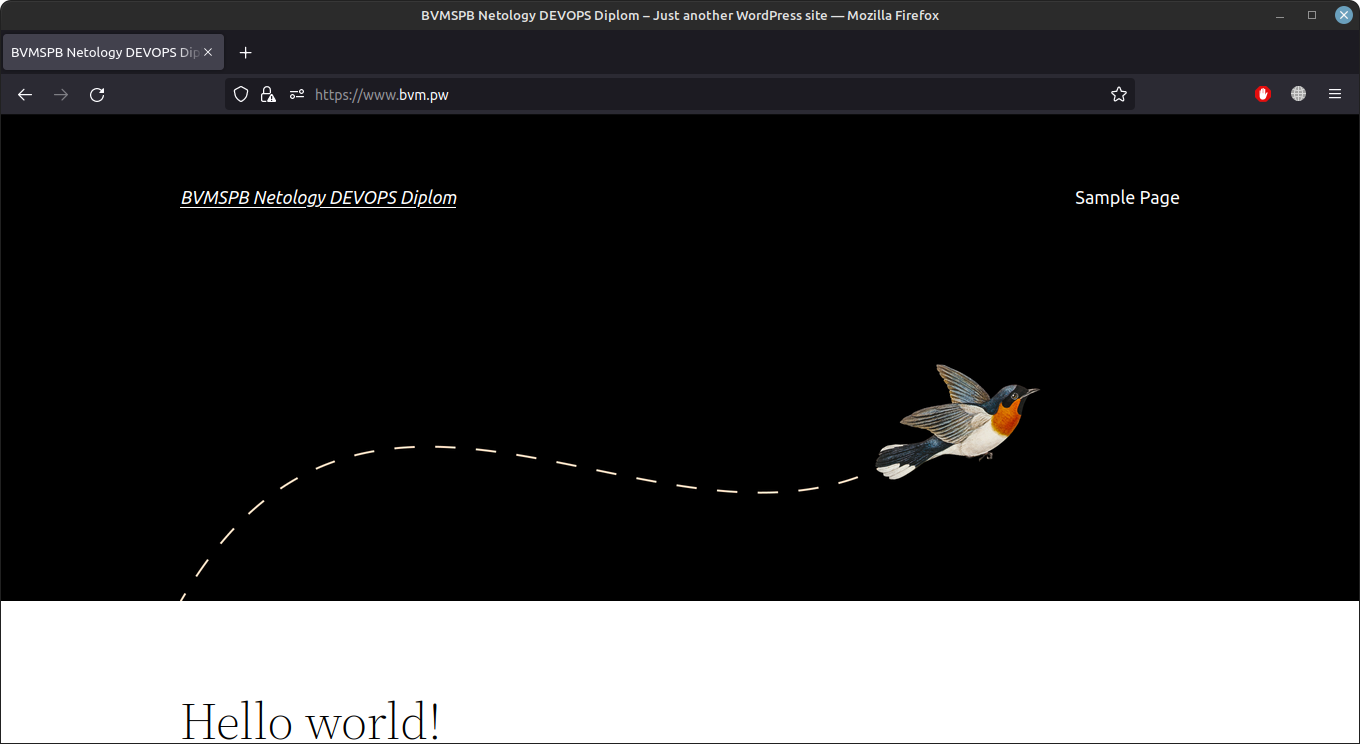 BVMSPB Netology DEVOPS Diplom – Just another WordPress site — Mozilla Firefox
BVMSPB Netology DEVOPS Dip
https://www.bvm.pw
BVMSPB Netology DEVOPS Diplom
Sample Page
Hello world!